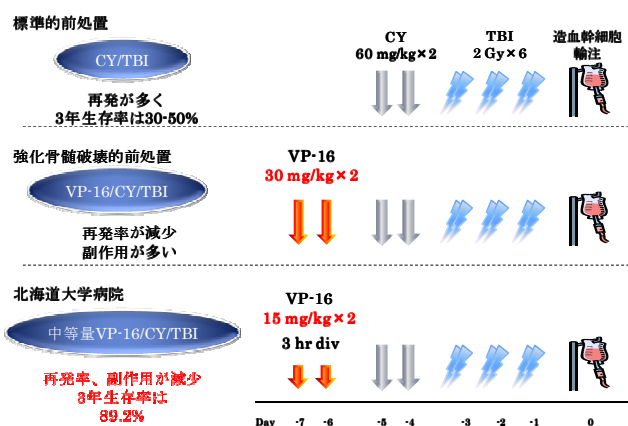 標準的前処置
CY/TBI
再発が多く
3年生存率は30-50%
CY
60 mg/kg×2
TBI
2 Gy×6
造血幹細胞
輸注
強化骨髄破壊的前処置
VP-16/CY/TBI
再発率が減少
副作用が多い
VP-16
30 mg/kg×2
北海道大学病院
中等量VP-16/CY/TBI
再発率、副作用が減少
3年生存率は
89.2%
VP-16
15 mg/kg×2
3 hr div
Day -7 -6 -5 -4 -3 -2 -1 0